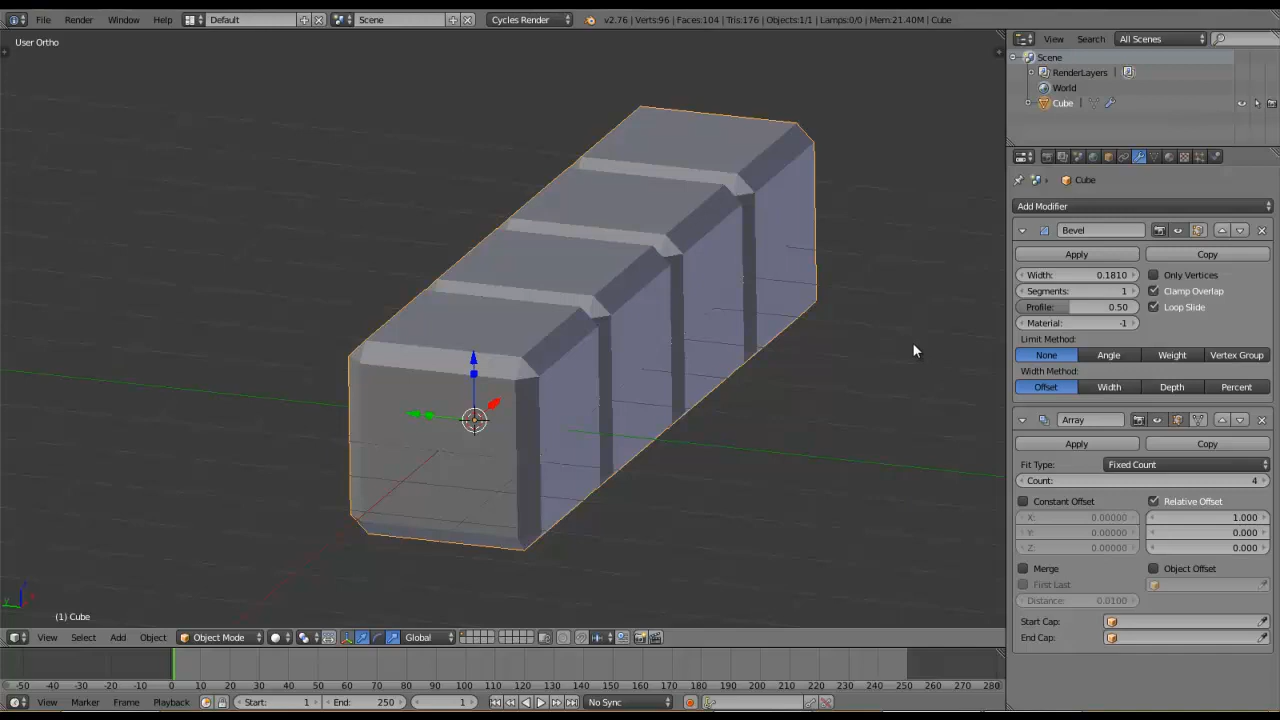 File Render Window Help Default Scene Cycles Render v2.76 | Verts:96 | Faces:104 | Tris:176 | Objects:1/1 | Lamps:0/0 | Mem:21.40M | Cube
User Ortho
View Search All Scenes
Scene
RenderLayers
World
Cube
Cube
Add Modifier
Bevel
Apply Copy
Width: 0.1810 Only Vertices
Segments: 1 Clamp Overlap
Profile: 0.50 Loop Slide
Material: -1
Limit Method:
None Angle Weight Vertex Group
Width Method:
Offset Width Depth Percent
Array
Apply Copy
Fit Type: Fixed Count
Count: 4
Constant Offset Relative Offset
X: 0.00000 1.000
Y: 0.00000 0.000
Z: 0.00000 0.000
Merge Object Offset
First Last
Distance: 0.0100
Start Cap:
End Cap:
(1) Cube
View Select Add Object Object Mode Global
-50 -40 -30 -20 -10 0 10 20 30 40 50 60 70 80 90 100 110 120 130 140 150 160 170 180 190 200 210 220 230 240 250 260 270 280
View Marker Frame Playback Start: 1 End: 250 1 No Sync